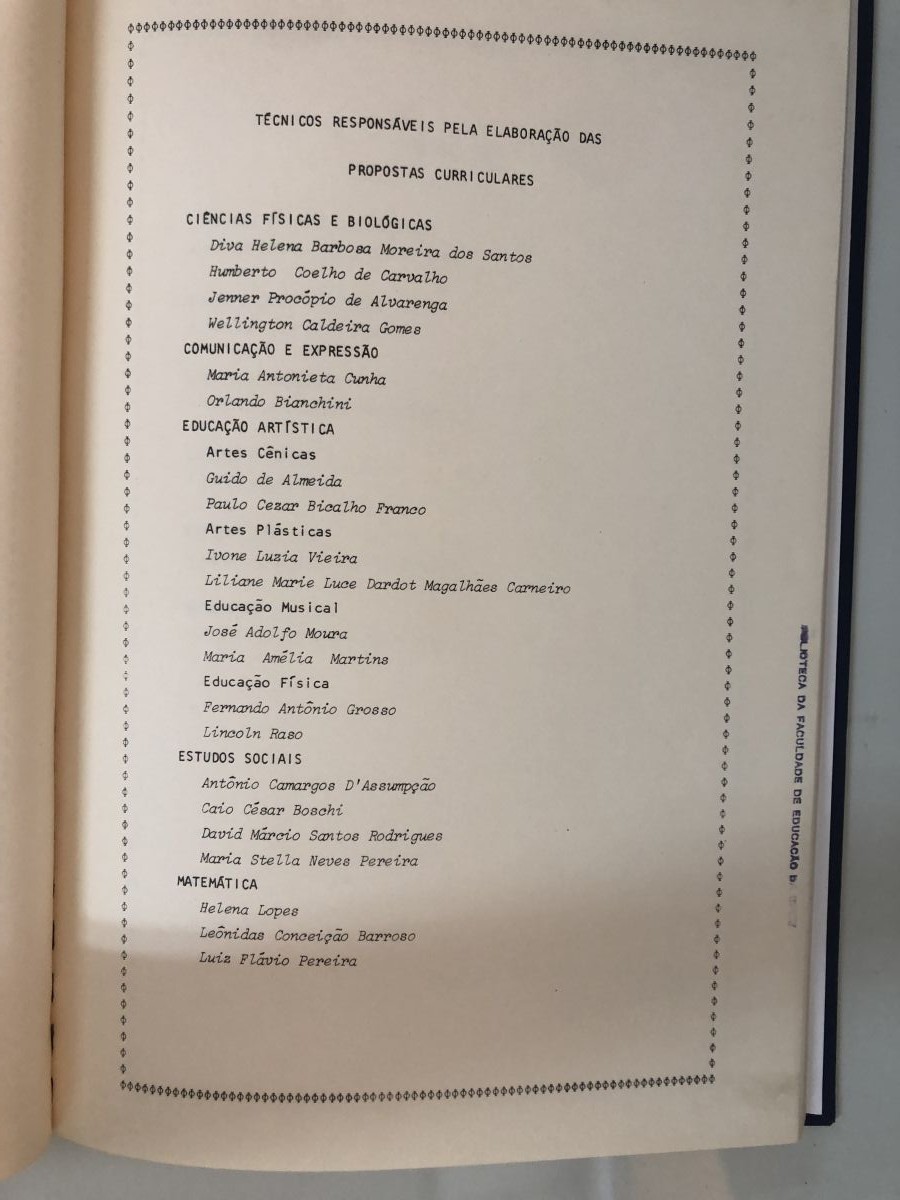 TÉCNICOS RESPONSÁVEIS PELA ELABORAÇÃO DAS
PROPOSTAS CURRICULARES
CIÊNCIAS FÍSICAS E BIOLÓGICAS
Diva Helena Barbosa Moreira dos Santos
Humberto Coelho de Carvalho
Jenner Procópio de Alvarenga
Wellington Caldeira Gomes
COMUNICAÇÃO E EXPRESSÃO
Maria Antonieta Cunha
Orlando Bianchini
EDUCAÇÃO ARTÍSTICA
Artes Cênicas
Guido de Almeida
Paulo Cezar Bicalho Franco
Artes Plásticas
Ivone Luzia Vieira
Liliane Marie Luce Dardot Magalhães Carneiro
Educação Musical
José Adolfo Moura
Maria Amélia Martins
Educação Física
Fernando Antônio Grosso
Lincoln Raso
ESTUDOS SOCIAIS
Antônio Camargos D'Assumpção
Caio César Boschi
David Márcio Santos Rodrigues
Maria Stella Neves Pereira
MATEMÁTICA
Helena Lopes
Leônidas Conceição Barroso
Luiz Flávio Pereira
BIBLIOTECA DA FACULDADE DE EDUCAÇÃO